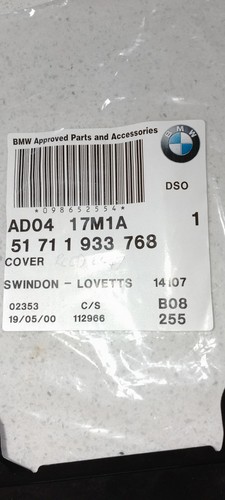 BMW Approved Parts and Accessories
BMW
*098652554*
DSO
AD04 17M1A 1
51 71 1 933 768
COVER
SWINDON - LOVETTS 14107
02353 C/S B08
19/05/00 112966 255